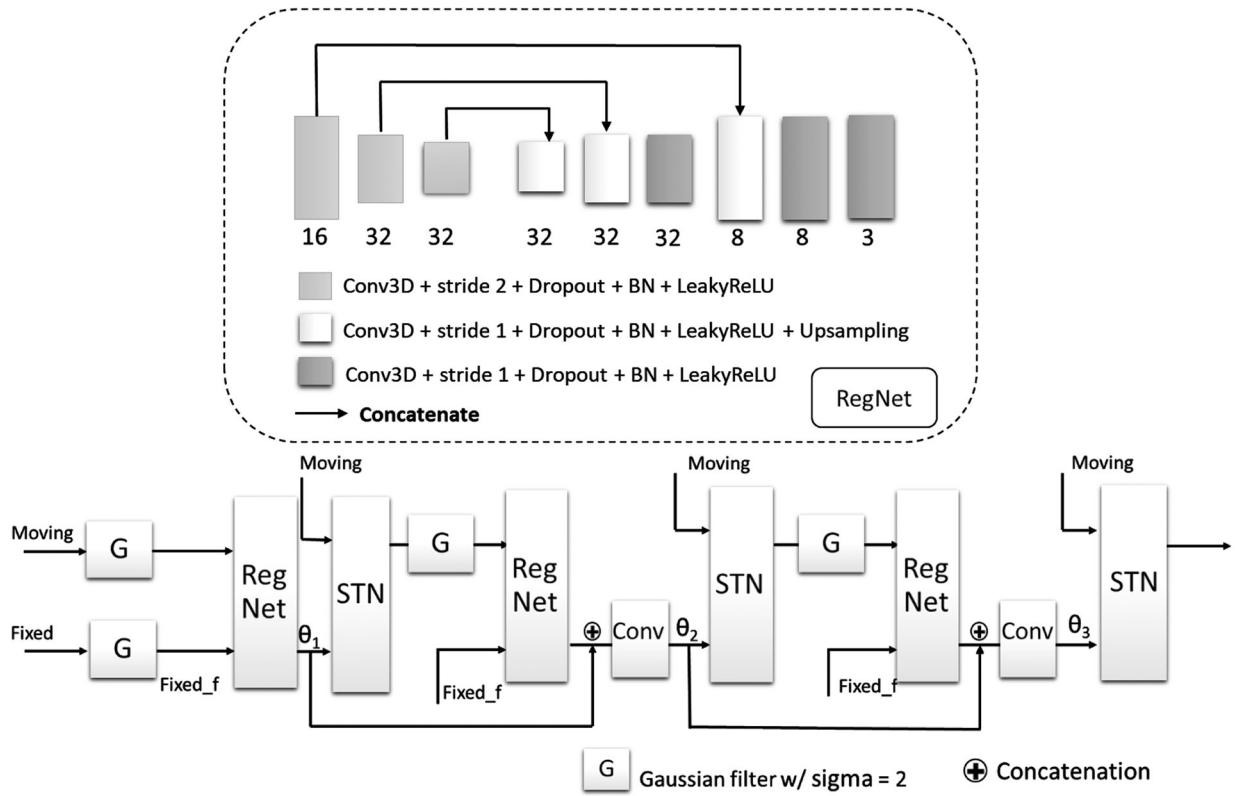 16 32 32 32 32 32 8 8 3
Conv3D + stride 2 + Dropout + BN + LeakyReLU
Conv3D + stride 1 + Dropout + BN + LeakyReLU + Upsampling
Conv3D + stride 1 + Dropout + BN + LeakyReLU
Concatenate
RegNet
Moving
Moving
Moving
Moving
G
Fixed
G
Fixed_f
Reg
Net
θ1
STN
G
Reg
Net
Fixed_f
Conv
θ2
STN
G
Reg
Net
Fixed_f
Conv
θ3
STN
G
Gaussian filter w/ sigma = 2
Concatenation